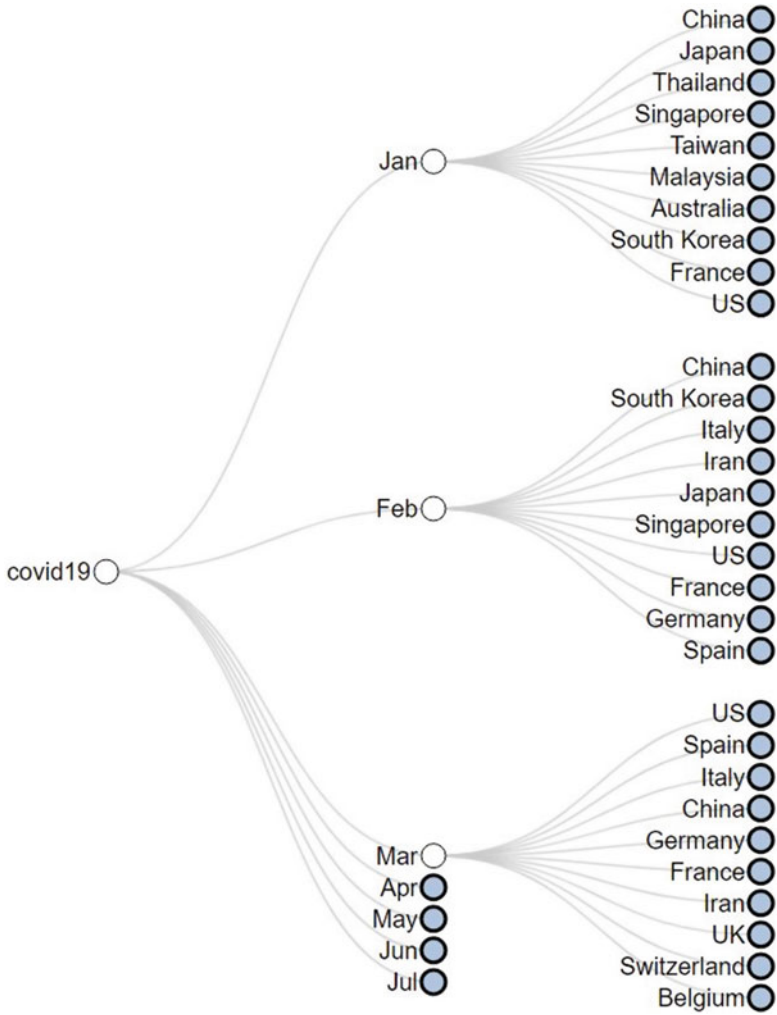 covid19
Jan
China
Japan
Thailand
Singapore
Taiwan
Malaysia
Australia
South Korea
France
US
Feb
China
South Korea
Italy
Iran
Japan
Singapore
US
France
Germany
Spain
Mar
US
Spain
Italy
China
Germany
France
Iran
UK
Switzerland
Belgium
Apr
May
Jun
Jul